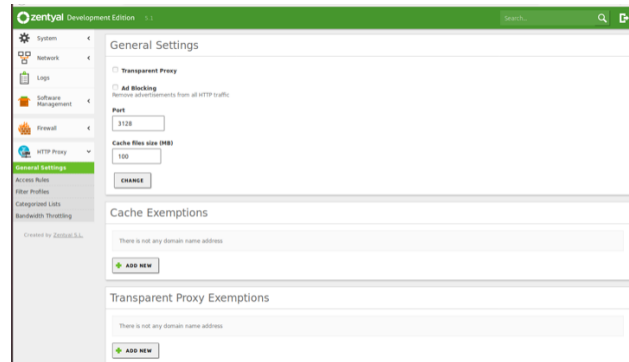 zentyal Development Edition 5.1
Search...
System
Network
Logs
Software
Management
Firewall
HTTP Proxy
General Settings
Access Rules
Filter Profiles
Categorized Lists
Bandwidth Throttling
Created by Zentyal S.L.
General Settings
Transparent Proxy
Ad Blocking
Remove advertisements from all HTTP traffic
Port
3128
Cache files size (MB)
100
CHANGE
Cache Exemptions
There is not any domain name address
ADD NEW
Transparent Proxy Exemptions
There is not any domain name address
ADD NEW